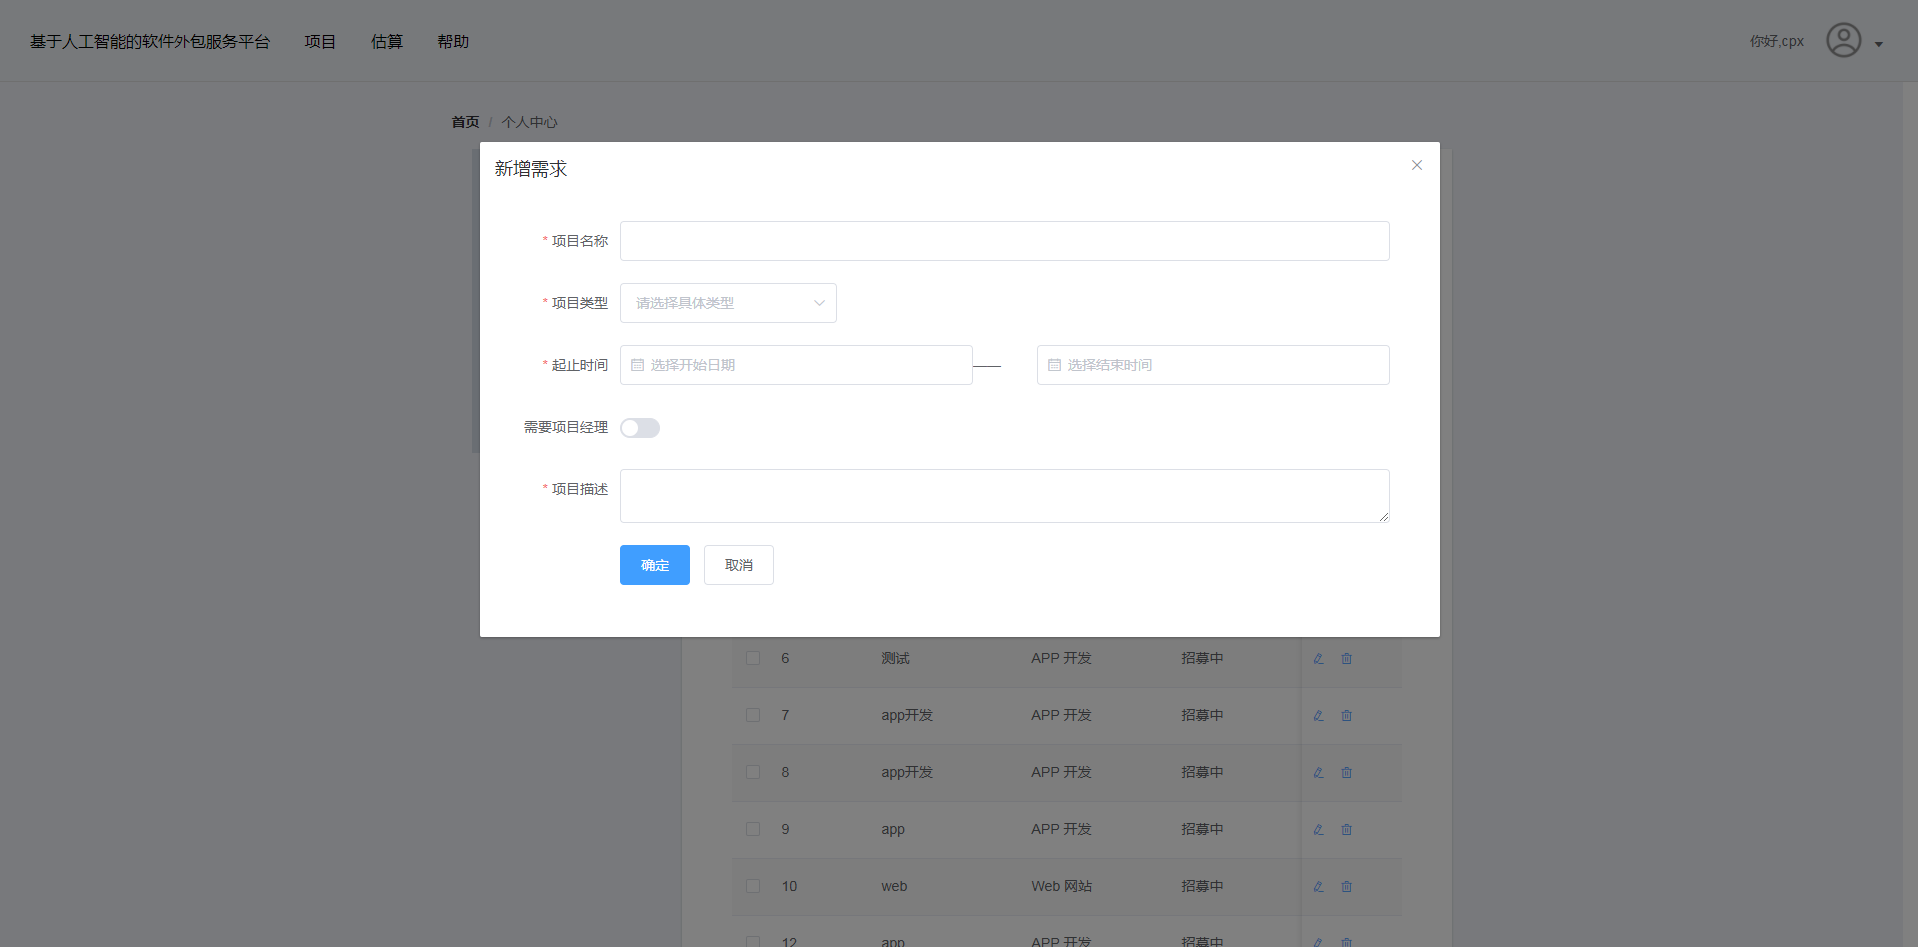 基于人工智能的软件外包服务平台 项目 估算 帮助 你好,cpx
首页 / 个人中心
新增需求
* 项目名称
* 项目类型 请选择具体类型
* 起止时间 选择开始日期 —— 选择结束时间
需要项目经理
* 项目描述
确定 取消
6 测试 APP 开发 招募中
7 app开发 APP 开发 招募中
8 app开发 APP 开发 招募中
9 app APP 开发 招募中
10 web Web 网站 招募中
12 app APP 开发 招募中